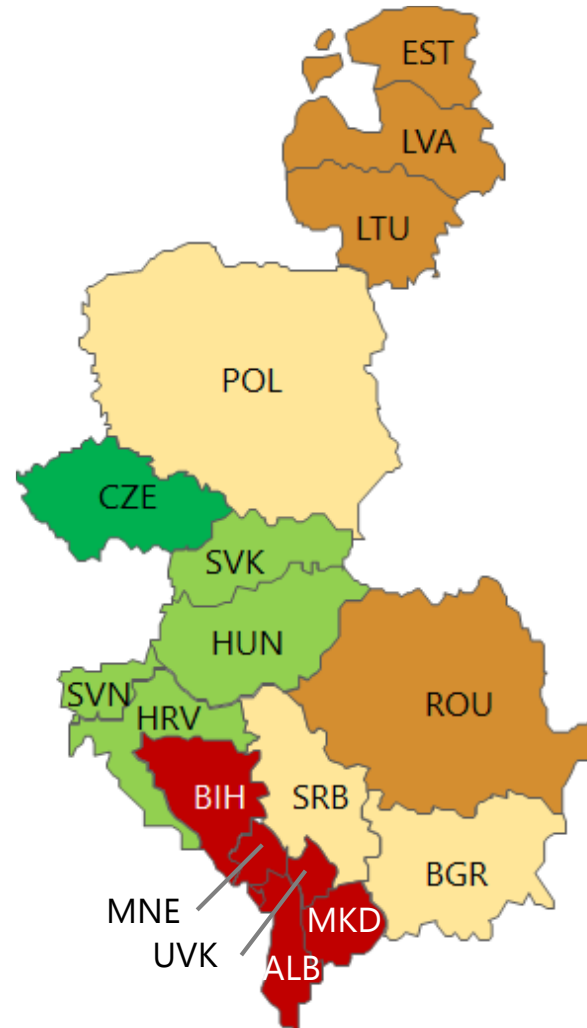 EST
LVA
LTU
POL
CZE
SVK
HUN
SVN
HRV
ROU
BIH
SRB
BGR
MNE
MKD
UVK
ALB